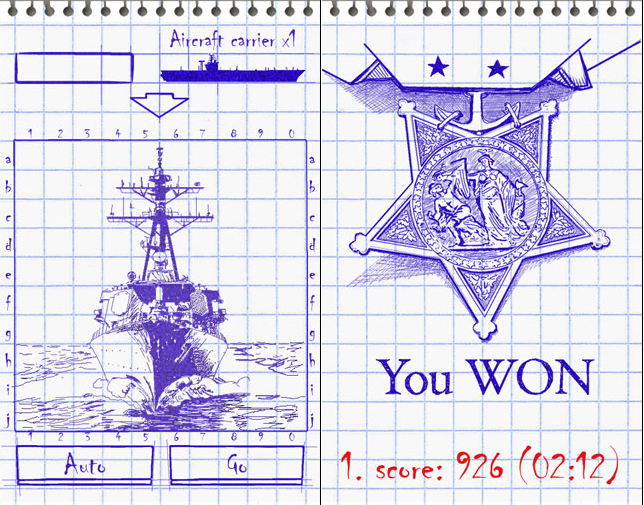 Aircraft carrier x1
1 2 3 4 5 6 7 8 9 0
a a
b b
c c
d d
e e
f f
g g
h h
i i
j j
1 2 3 4 5 6 7 8 9 0
Auto Go
You WON
1. score: 926 (02:12)